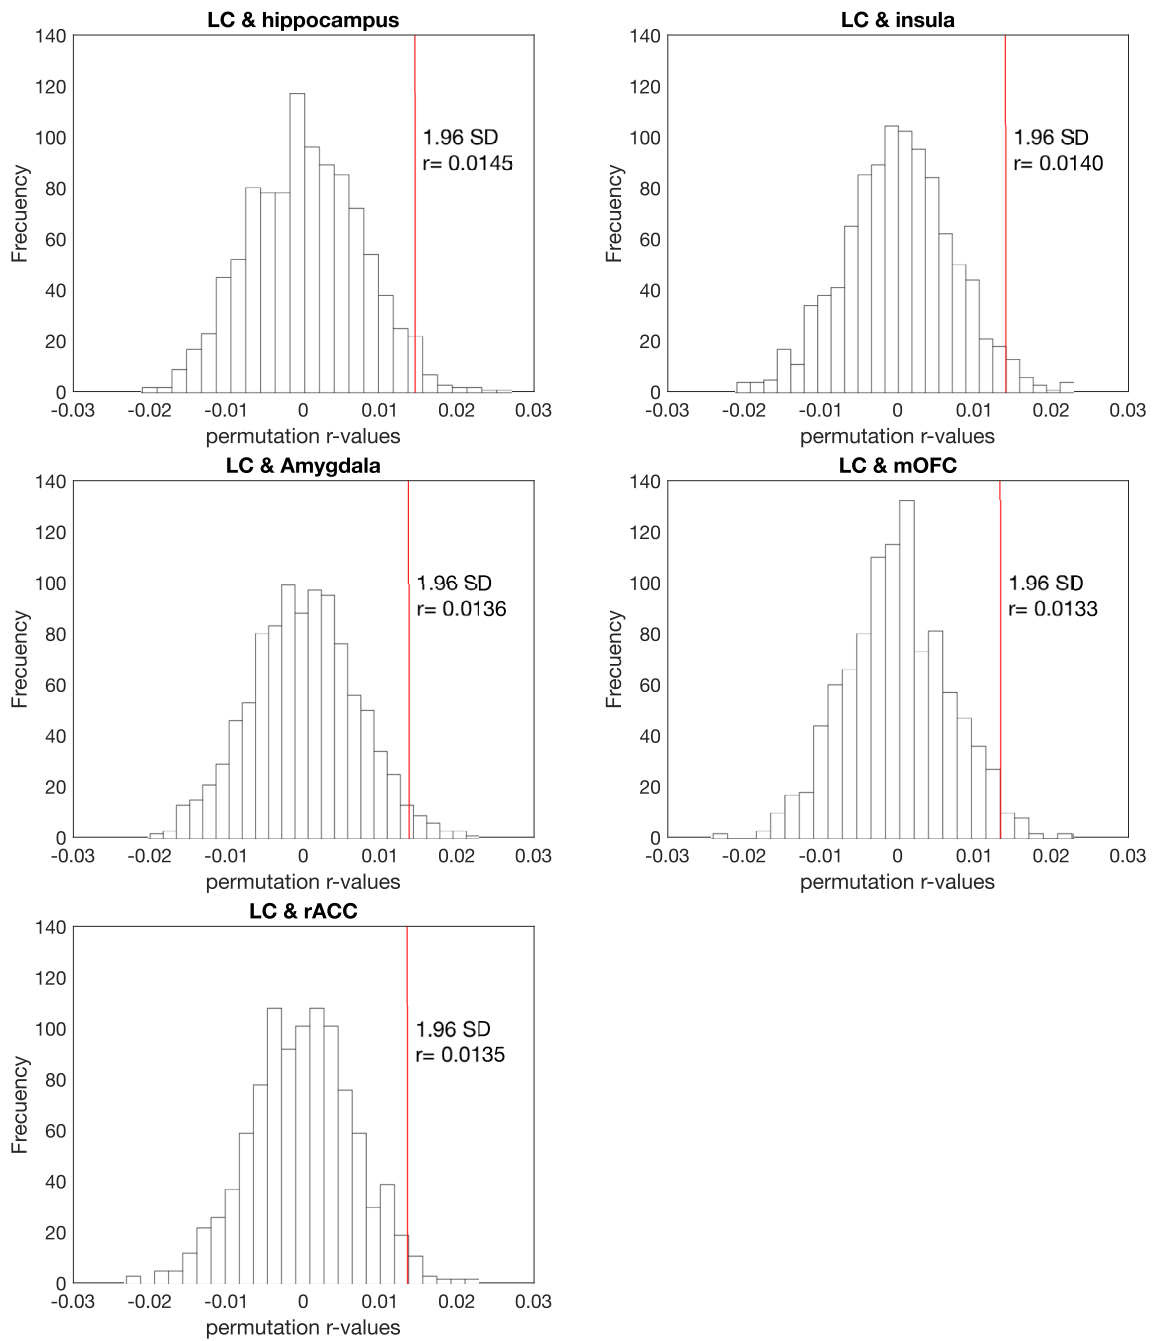 LC & hippocampus
140
120
100
80
60
40
20
0
Frecuency
1.96 SD
r= 0.0145
-0.03 -0.02 -0.01 0 0.01 0.02 0.03
permutation r-values
LC & insula
140
120
100
80
60
40
20
0
Frecuency
1.96 SD
r= 0.0140
-0.03 -0.02 -0.01 0 0.01 0.02 0.03
permutation r-values
LC & Amygdala
140
120
100
80
60
40
20
0
Frecuency
1.96 SD
r= 0.0136
-0.03 -0.02 -0.01 0 0.01 0.02 0.03
permutation r-values
LC & mOFC
140
120
100
80
60
40
20
0
Frecuency
1.96 SD
r= 0.0133
-0.03 -0.02 -0.01 0 0.01 0.02 0.03
permutation r-values
LC & rACC
140
120
100
80
60
40
20
0
Frecuency
1.96 SD
r= 0.0135
-0.03 -0.02 -0.01 0 0.01 0.02 0.03
permutation r-values